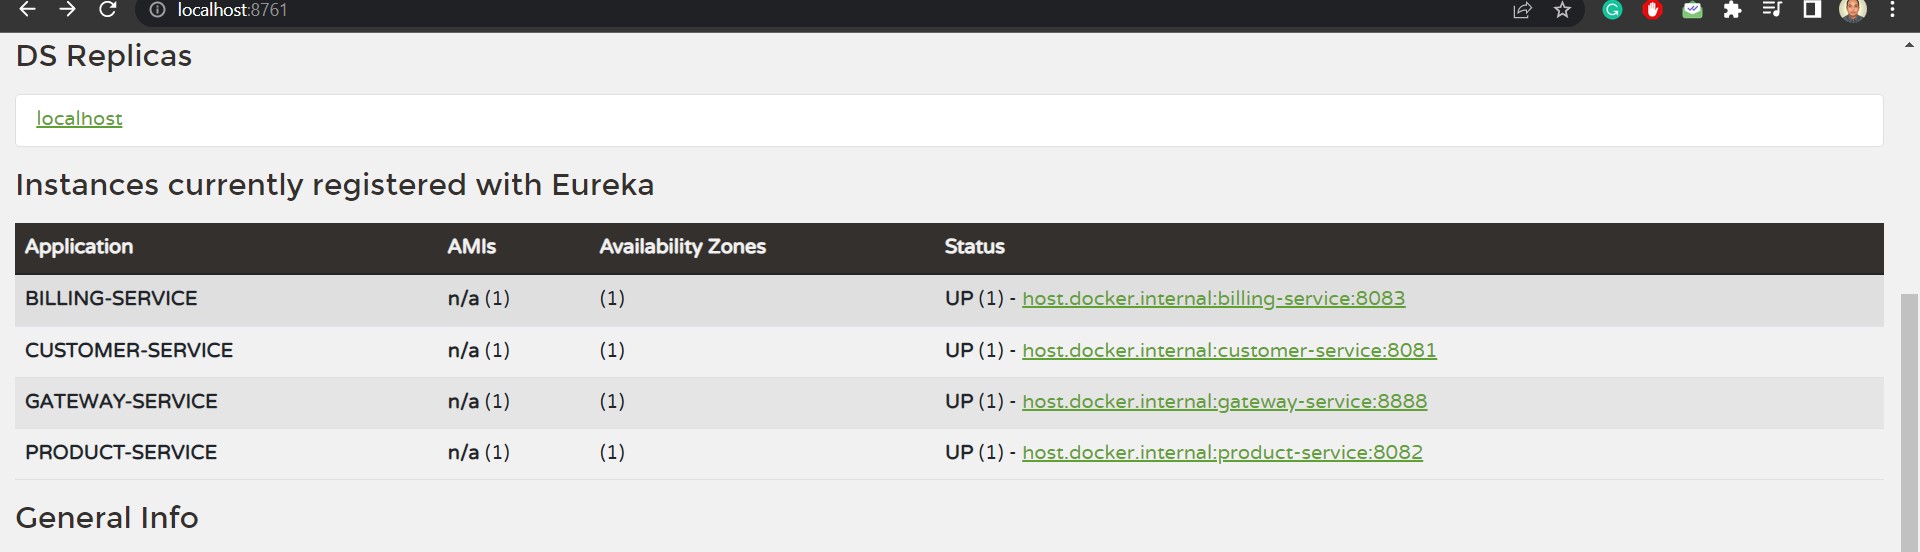 localhost:8761
DS Replicas
localhost
Instances currently registered with Eureka
Application AMIs Availability Zones Status
BILLING-SERVICE n/a (1) (1) UP (1) - host.docker.internal:billing-service:8083
CUSTOMER-SERVICE n/a (1) (1) UP (1) - host.docker.internal:customer-service:8081
GATEWAY-SERVICE n/a (1) (1) UP (1) - host.docker.internal:gateway-service:8888
PRODUCT-SERVICE n/a (1) (1) UP (1) - host.docker.internal:product-service:8082
General Info